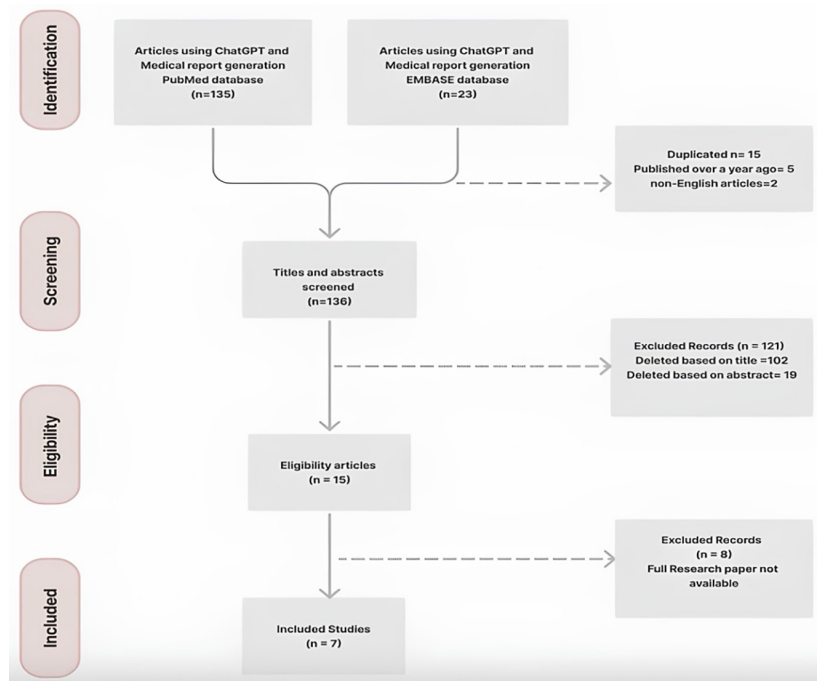 Identification
Articles using ChatGPT and
Medical report generation
PubMed database
(n=135)
Articles using ChatGPT and
Medical report generation
EMBASE database
(n=23)
Duplicated n= 15
Published over a year ago= 5
non-English articles=2
Screening
Titles and abstracts
screened
(n=136)
Excluded Records (n = 121)
Deleted based on title =102
Deleted based on abstract= 19
Eligibility
Eligibility articles
(n = 15)
Excluded Records
(n = 8)
Full Research paper not
available
Included
Included Studies
(n = 7)